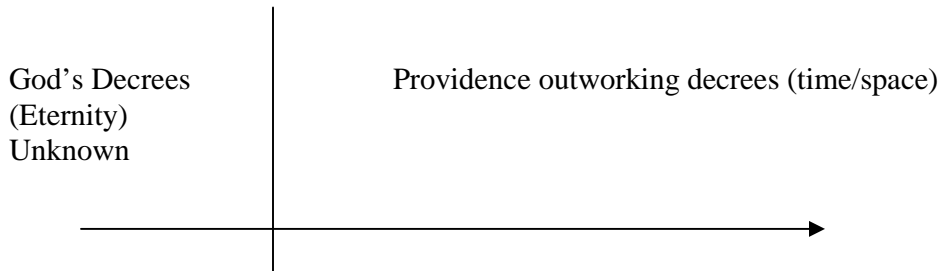 God’s Decrees
(Eternity)
Unknown
Providence outworking decrees (time/space)